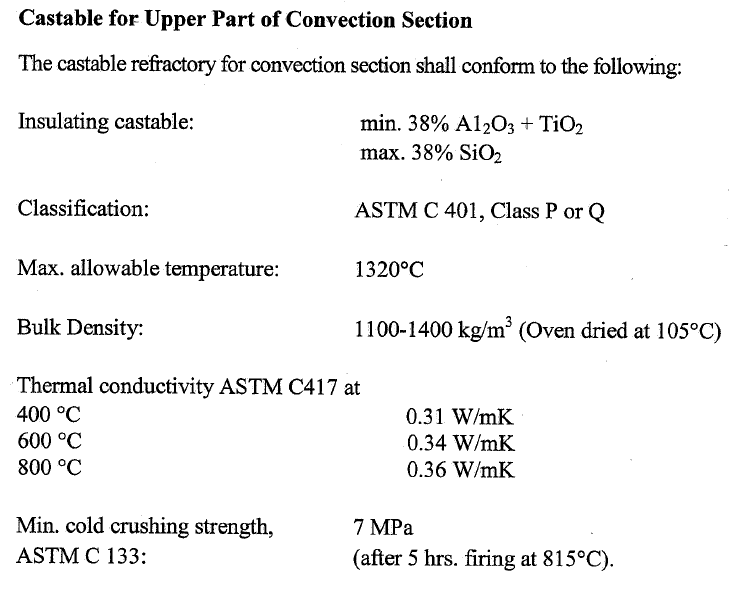 Castable for Upper Part of Convection Section
The castable refractory for convection section shall conform to the following:
Insulating castable: min. 38% Al₂O₃ + TiO₂
max. 38% SiO₂
Classification: ASTM C 401, Class P or Q
Max. allowable temperature: 1320°C
Bulk Density: 1100-1400 kg/m³ (Oven dried at 105°C)
Thermal conductivity ASTM C417 at
400 °C 0.31 W/mK
600 °C 0.34 W/mK
800 °C 0.36 W/mK
Min. cold crushing strength, 7 MPa
ASTM C 133: (after 5 hrs. firing at 815°C).